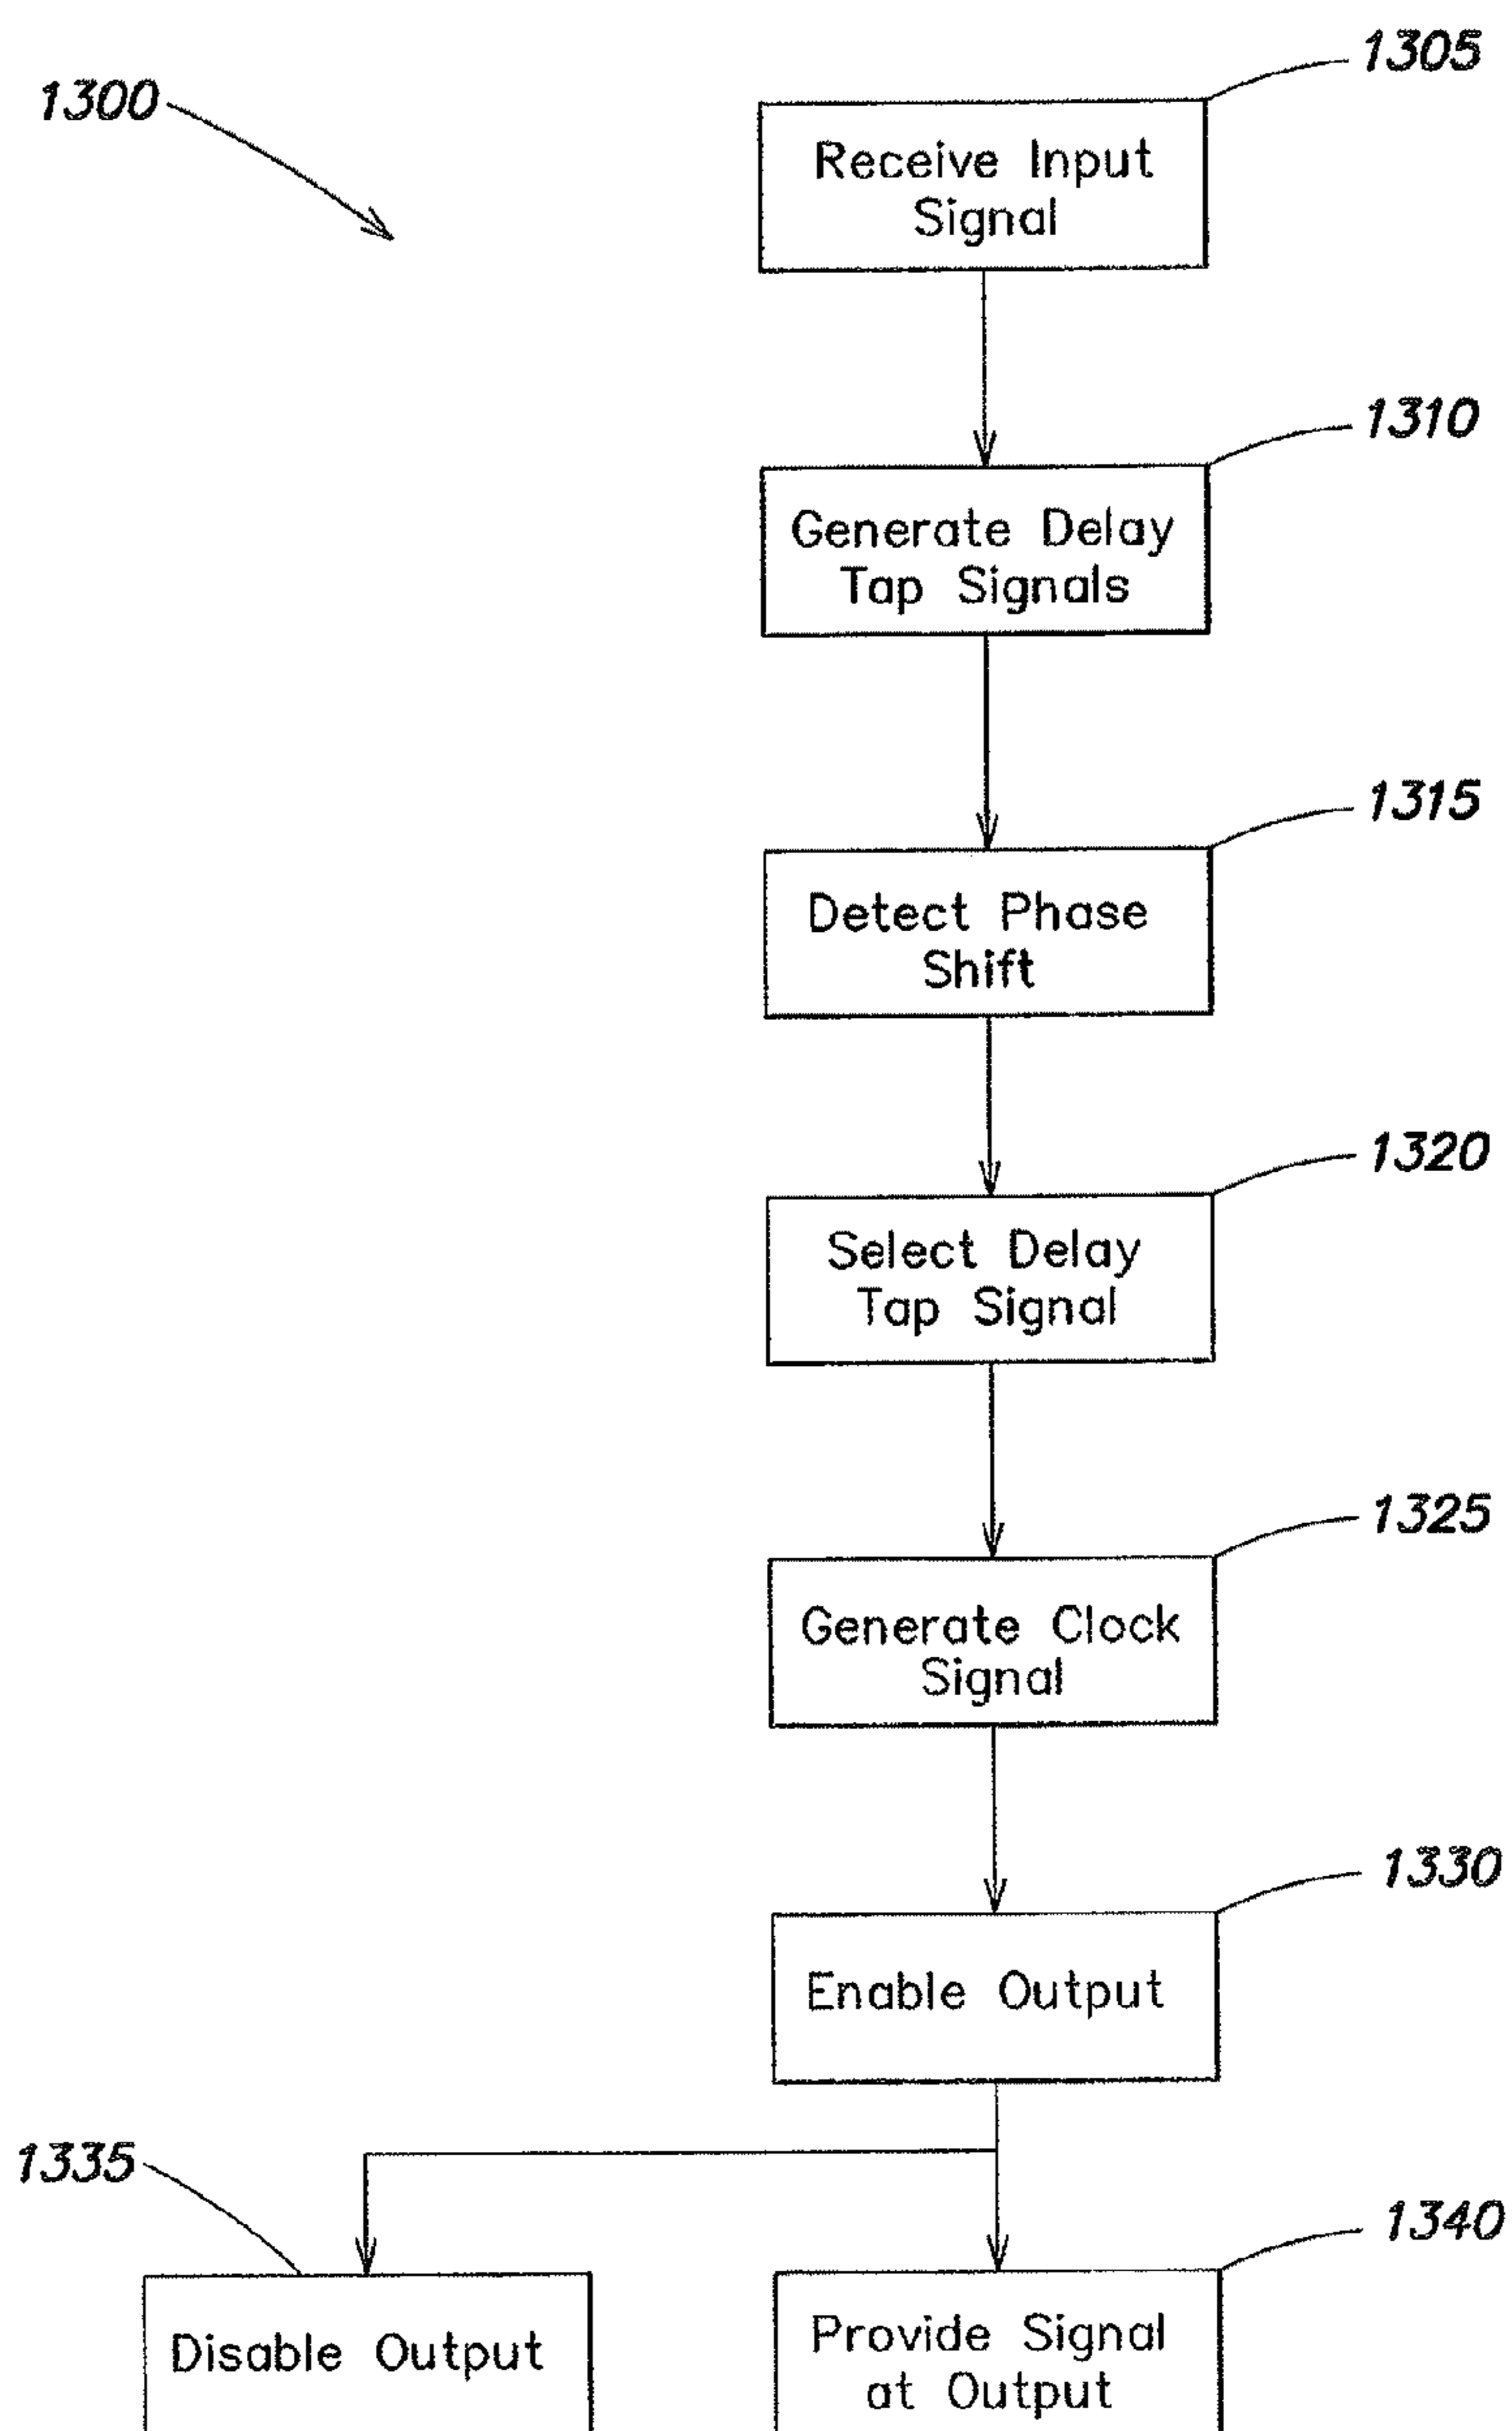 1300
1305
Receive Input
Signal
1310
Generate Delay
Tap Signals
1315
Detect Phase
Shift
1320
Select Delay
Tap Signal
1325
Generate Clock
Signal
1330
Enable Output
1335
Disable Output
1340
Provide Signal
at Output